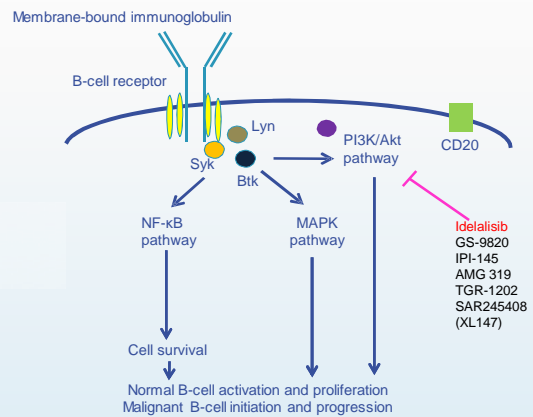 Membrane-bound immunoglobulin
B-cell receptor
Lyn
Syk
Btk
PI3K/Akt
pathway
CD20
NF-κB
pathway
MAPK
pathway
Idelalisib
GS-9820
IPI-145
AMG 319
TGR-1202
SAR245408
(XL147)
Cell survival
Normal B-cell activation and proliferation
Malignant B-cell initiation and progression